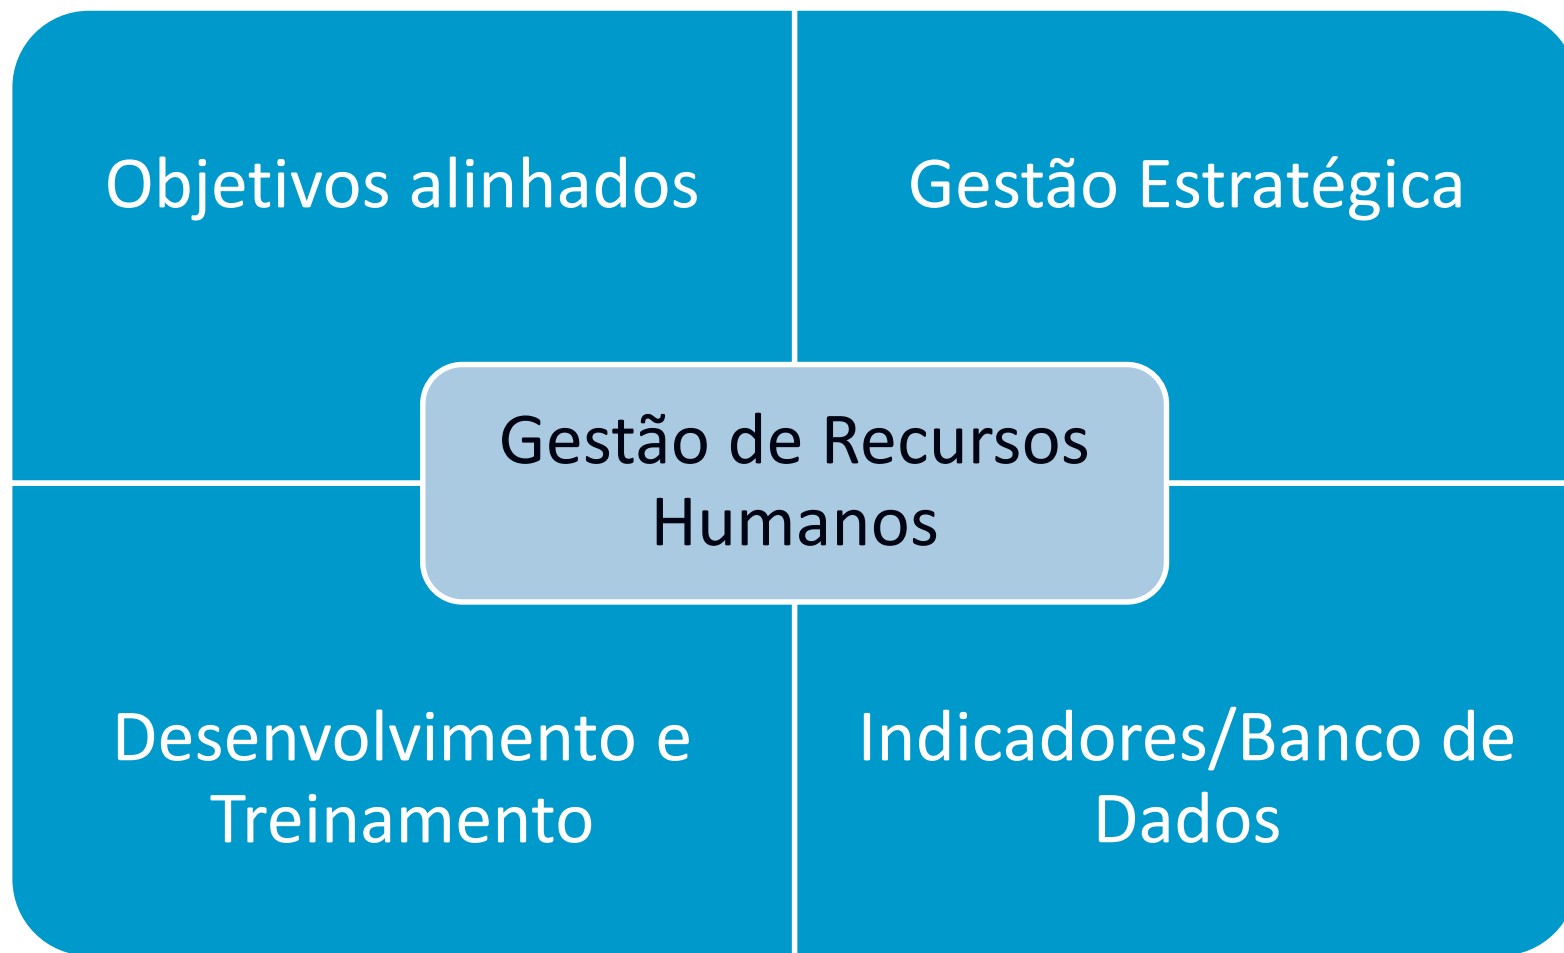 Objetivos alinhados
Gestão Estratégica
Gestão de Recursos
Humanos
Desenvolvimento e
Treinamento
Indicadores/Banco de
Dados